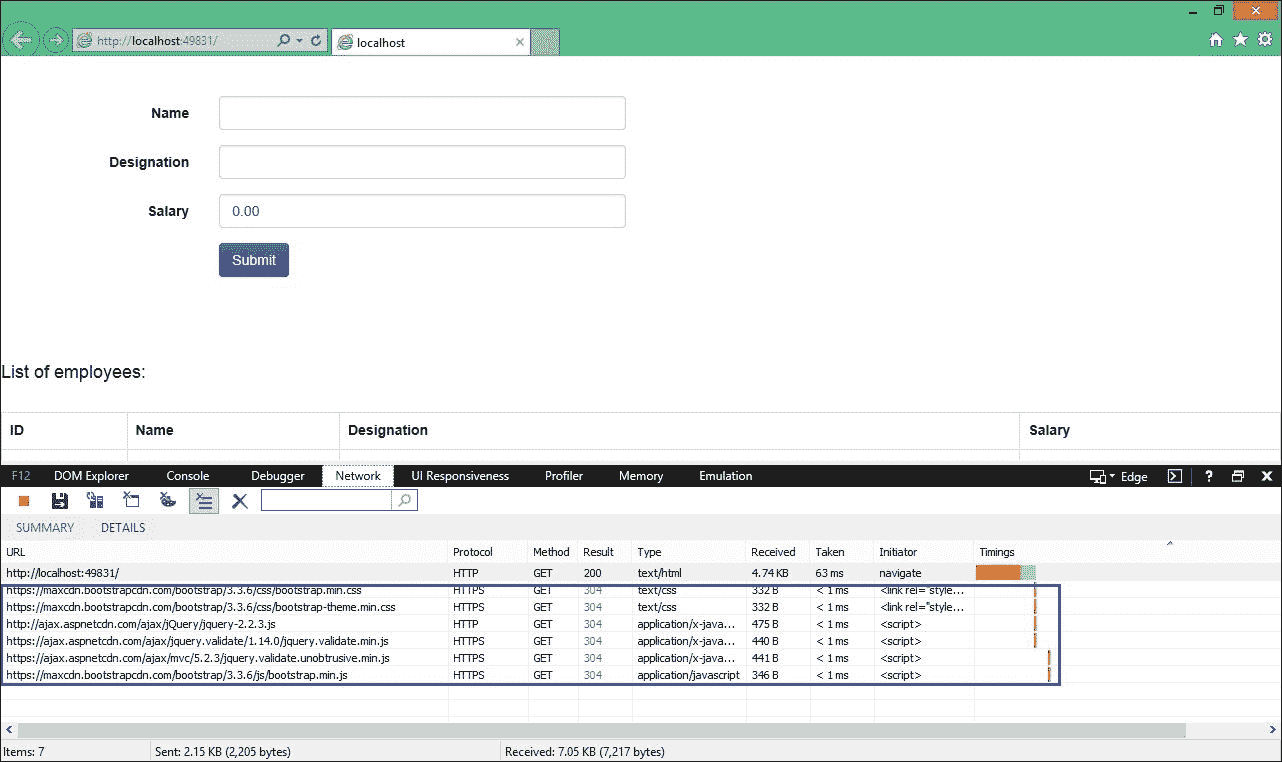 http://localhost:49831/
localhost
Name
Designation
Salary 0.00
Submit
List of employees:
ID Name Designation Salary
F12 DOM Explorer Console Debugger Network UI Responsiveness Profiler Memory Emulation Edge ?
SUMMARY DETAILS
URL Protocol Method Result Type Received Taken Initiator Timings
http://localhost:49831/ HTTP GET 200 text/html 4.74 KB 63 ms navigate
https://maxcdn.bootstrapcdn.com/bootstrap/3.3.6/css/bootstrap.min.css HTTPS GET 304 text/css 332 B < 1 ms <link rel="style...
https://maxcdn.bootstrapcdn.com/bootstrap/3.3.6/css/bootstrap-theme.min.css HTTPS GET 304 text/css 332 B < 1 ms <link rel="style...
http://ajax.aspnetcdn.com/ajax/jQuery/jquery-2.2.3.js HTTP GET 304 application/x-java... 475 B < 1 ms <script>
https://ajax.aspnetcdn.com/ajax/jquery.validate/1.14.0/jquery.validate.min.js HTTPS GET 304 application/x-java... 440 B < 1 ms <script>
https://ajax.aspnetcdn.com/ajax/mvc/5.2.3/jquery.validate.unobtrusive.min.js HTTPS GET 304 application/x-java... 441 B < 1 ms <script>
https://maxcdn.bootstrapcdn.com/bootstrap/3.3.6/js/bootstrap.min.js HTTPS GET 304 application/javascript 346 B < 1 ms <script>
Items: 7 Sent: 2.15 KB (2,205 bytes) Received: 7.05 KB (7,217 bytes)